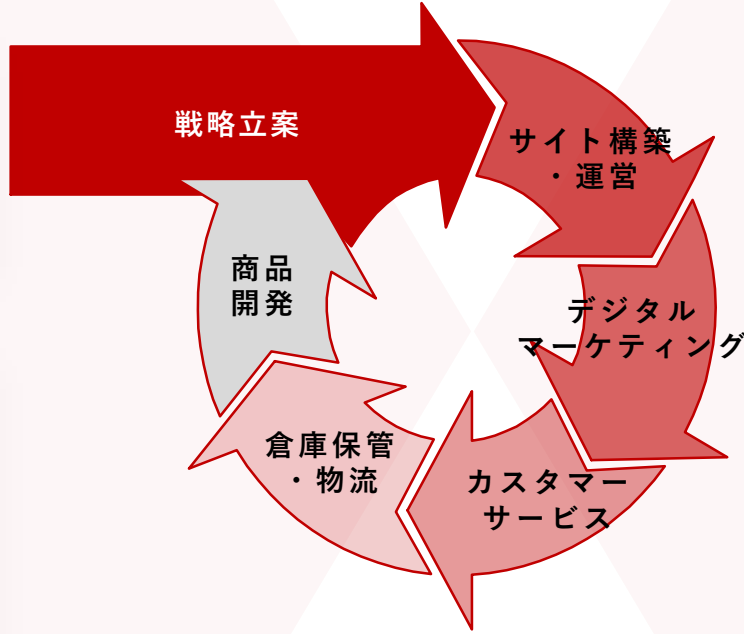 戦略立案
サイト構築
・運営
デジタル
マーケティング
カスタマー
サービス
倉庫保管
・物流
商品
開発